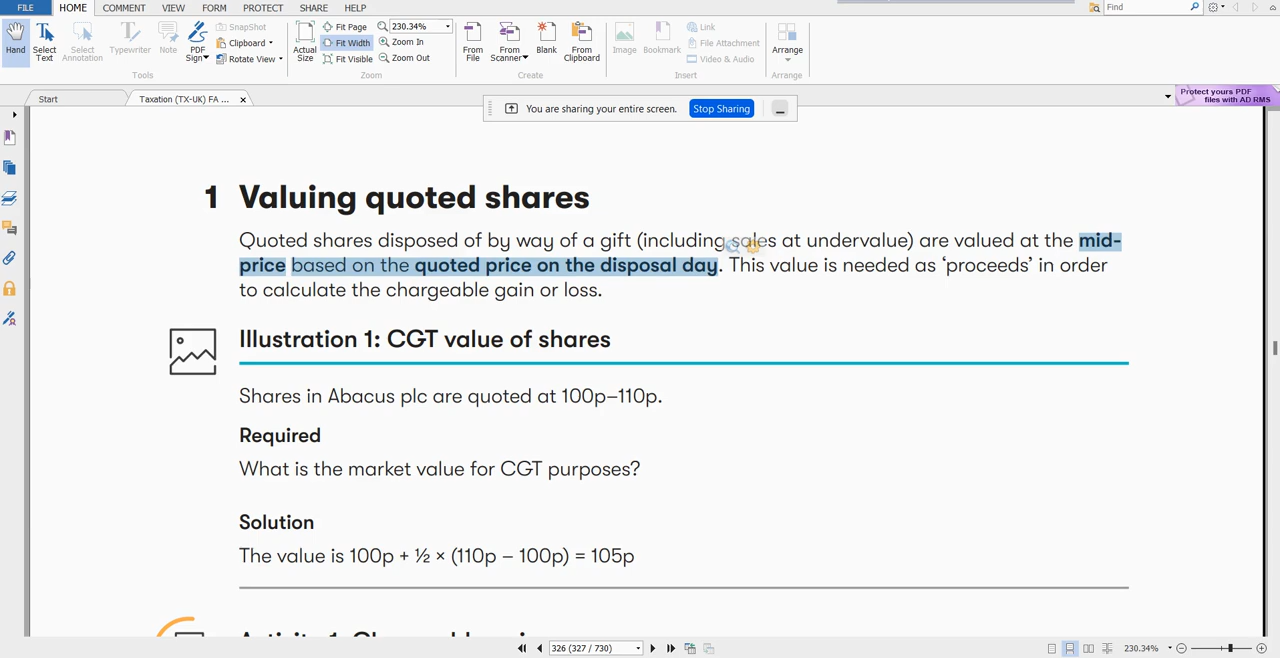 FILE HOME COMMENT VIEW FORM PROTECT SHARE HELP
Find
Hand
Select Text
Select Annotation
Typewriter
Note
PDF Sign
SnapShot
Clipboard
Rotate View
Tools
Actual Size
Fit Page
Fit Width
Fit Visible
230.34%
Zoom In
Zoom Out
Zoom
From File
From Scanner
Blank
From Clipboard
Create
Image
Bookmark
Link
File Attachment
Video & Audio
Insert
Arrange
Arrange
Start
Taxation (TX-UK) FA ...
You are sharing your entire screen.
Stop Sharing
Protect yours PDF
files with AD RMS
1 Valuing quoted shares
Quoted shares disposed of by way of a gift (including sales at undervalue) are valued at the mid-
price based on the quoted price on the disposal day. This value is needed as ‘proceeds’ in order
to calculate the chargeable gain or loss.
Illustration 1: CGT value of shares
Shares in Abacus plc are quoted at 100p–110p.
Required
What is the market value for CGT purposes?
Solution
The value is 100p + ½ × (110p – 100p) = 105p
326 (327 / 730)
230.34%